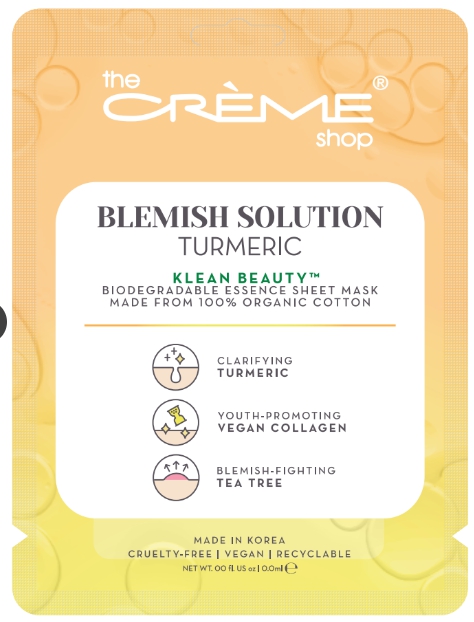 the
CRÈME®
shop
BLEMISH SOLUTION
TURMERIC
KLEAN BEAUTY™
BIODEGRADABLE ESSENCE SHEET MASK
MADE FROM 100% ORGANIC COTTON
CLARIFYING
TURMERIC
YOUTH-PROMOTING
VEGAN COLLAGEN
BLEMISH-FIGHTING
TEA TREE
MADE IN KOREA
CRUELTY-FREE | VEGAN | RECYCLABLE
NET WT. 00 fl. US oz | 0.0ml ℮